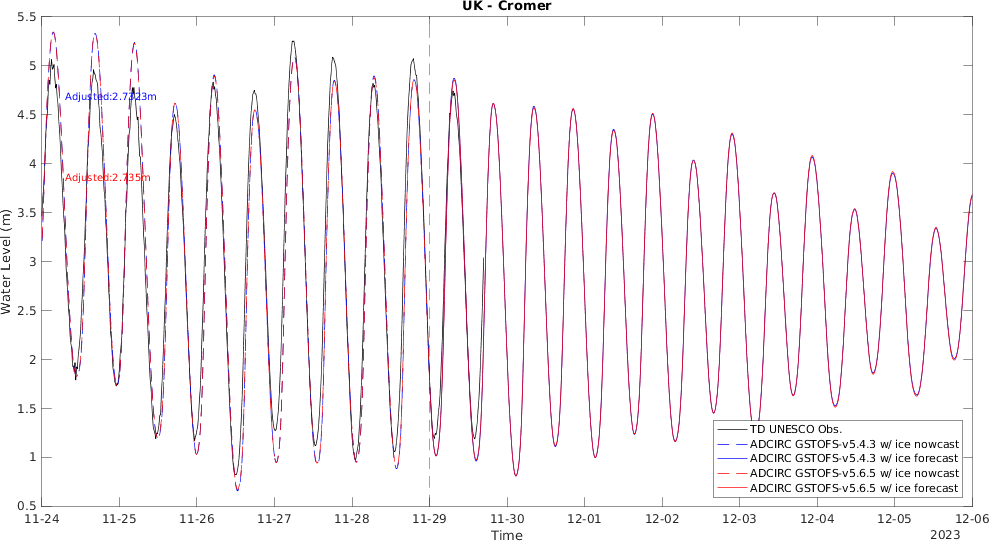 UK - Cromer
5.5
5
4.5
4
3.5
3
2.5
2
1.5
1
0.5
Water Level (m)
Adjusted:2.7323m
Adjusted:2.735m
TD UNESCO Obs.
ADCIRC GSTOFS-v5.4.3 w/ ice nowcast
ADCIRC GSTOFS-v5.4.3 w/ ice forecast
ADCIRC GSTOFS-v5.6.5 w/ ice nowcast
ADCIRC GSTOFS-v5.6.5 w/ ice forecast
11-24 11-25 11-26 11-27 11-28 11-29 11-30 12-01 12-02 12-03 12-04 12-05 12-06
Time
2023